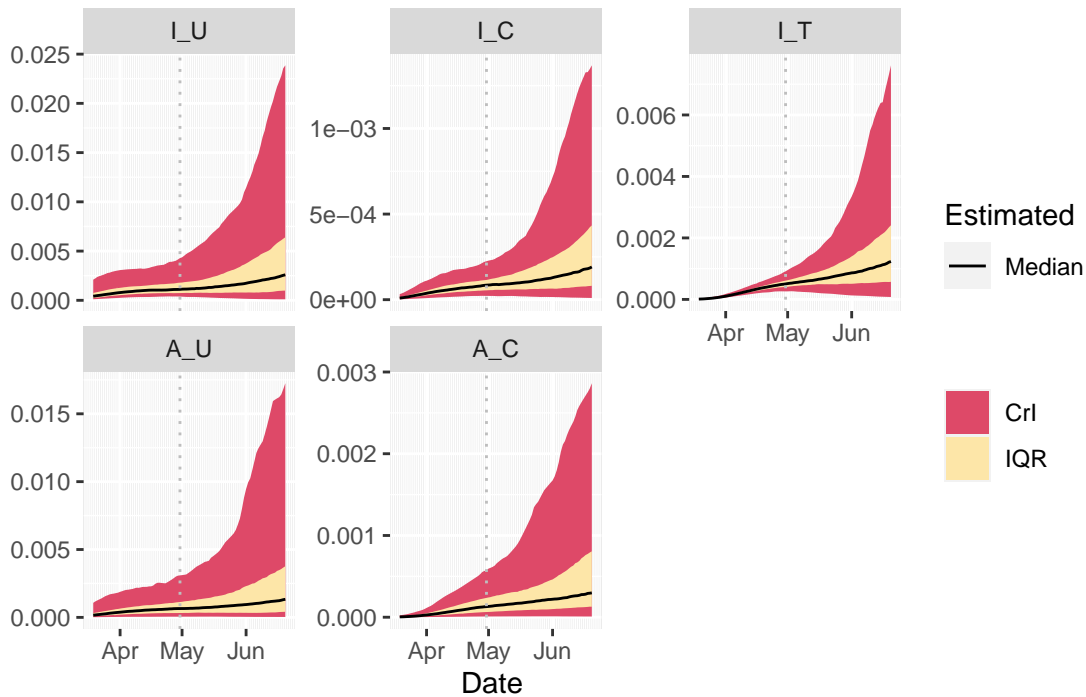 I_U
I_C
I_T
0.025
0.020
0.015
0.010
0.005
0.000
1e−03
5e−04
0e+00
0.006
0.004
0.002
0.000
Apr May Jun
A_U
A_C
0.015
0.010
0.005
0.000
0.003
0.002
0.001
0.000
Apr May Jun
Apr May Jun
Date
Estimated
Median
CrI
IQR